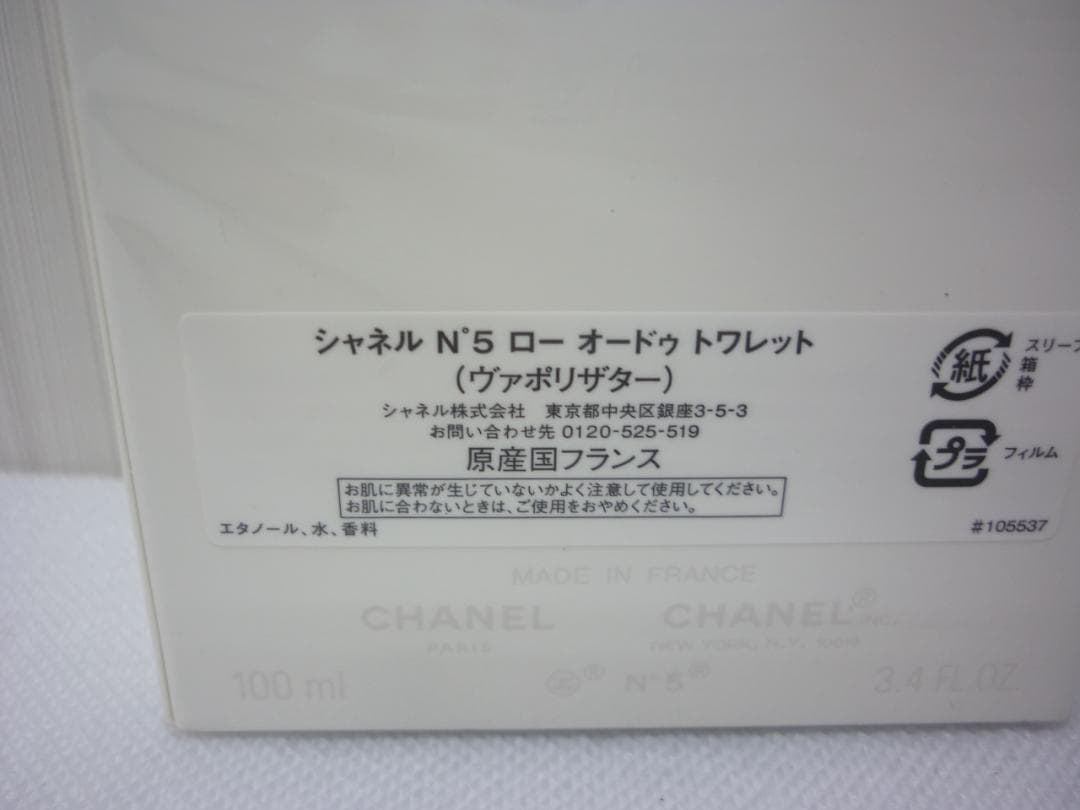 シャネル N°5 ロー オードゥ トワレット
(ヴァポリザター)
シャネル株式会社 東京都中央区銀座3-5-3
お問い合わせ先 0120-525-519
原産国フランス
お肌に異常が生じていないかよく注意して使用してください。
お肌に合わないときは、ご使用をおやめください。
エタノール、水、香料
#105537
紙
スリーブ
箱
枠
プラ
フィルム
MADE IN FRANCE
CHANEL
PARIS
CHANEL® INC.
NEW YORK, N.Y. 10019
100 ml
® N°5®
3.4 FL.OZ.